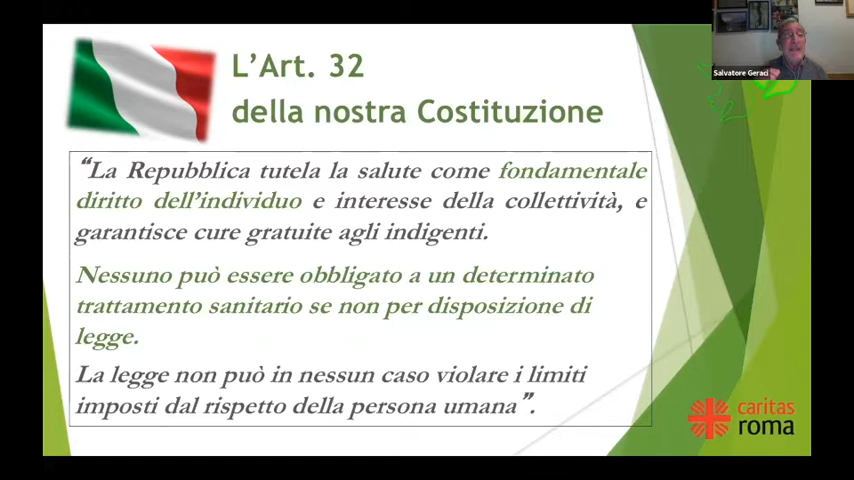 L'Art. 32
della nostra Costituzione
Salvatore Geraci
“La Repubblica tutela la salute come fondamentale
diritto dell'individuo e interesse della collettività, e
garantisce cure gratuite agli indigenti.
Nessuno può essere obbligato a un determinato
trattamento sanitario se non per disposizione di
legge.
La legge non può in nessun caso violare i limiti
imposti dal rispetto della persona umana”.
caritas
roma